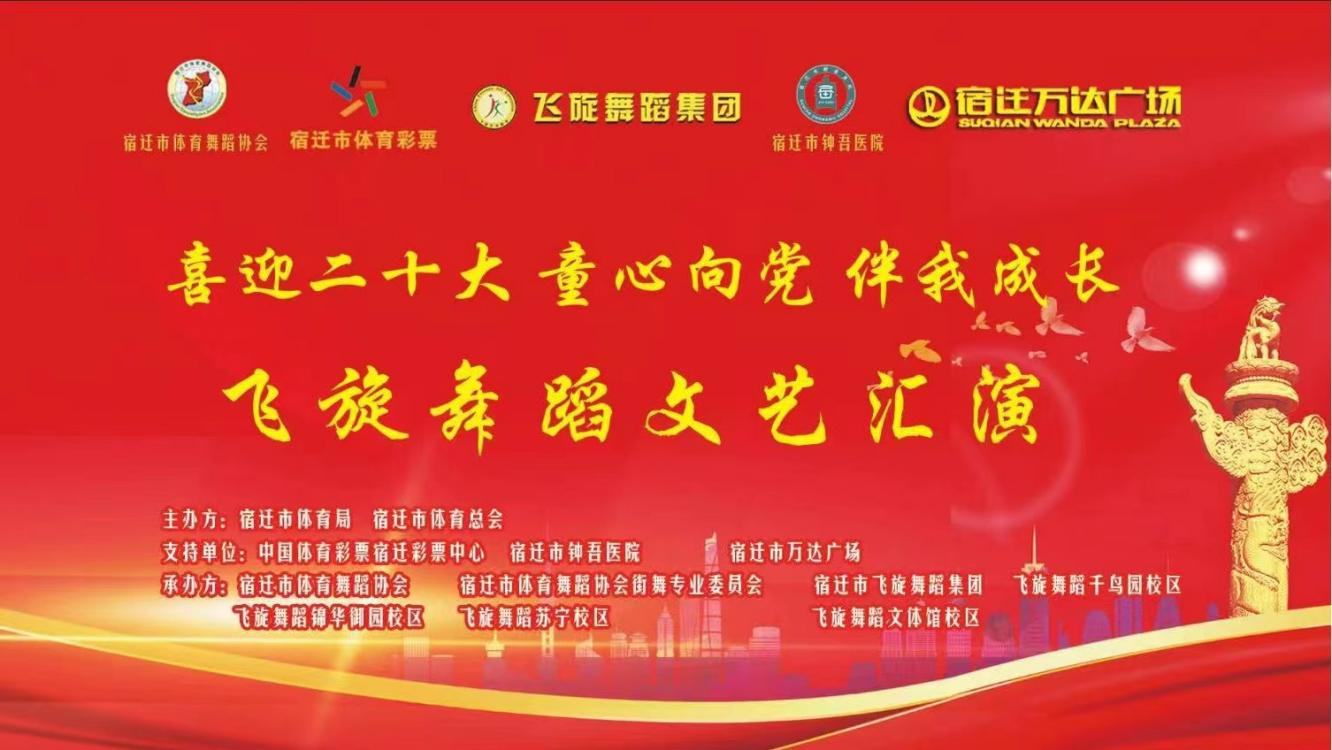 宿迁市体育舞蹈协会 宿迁市体育彩票 飞旋舞蹈集团 宿迁市钟吾医院 宿迁万达广场
SUQIAN WANDA PLAZA
喜迎二十大 童心向党 伴我成长
飞旋舞蹈文艺汇演
主办方：宿迁市体育局 宿迁市体育总会
支持单位：中国体育彩票宿迁彩票中心 宿迁市钟吾医院 宿迁市万达广场
承办方：宿迁市体育舞蹈协会 宿迁市体育舞蹈协会街舞专业委员会 宿迁市飞旋舞蹈集团 飞旋舞蹈千鸟园校区
飞旋舞蹈锦华御园校区 飞旋舞蹈苏宁校区 飞旋舞蹈文体馆校区